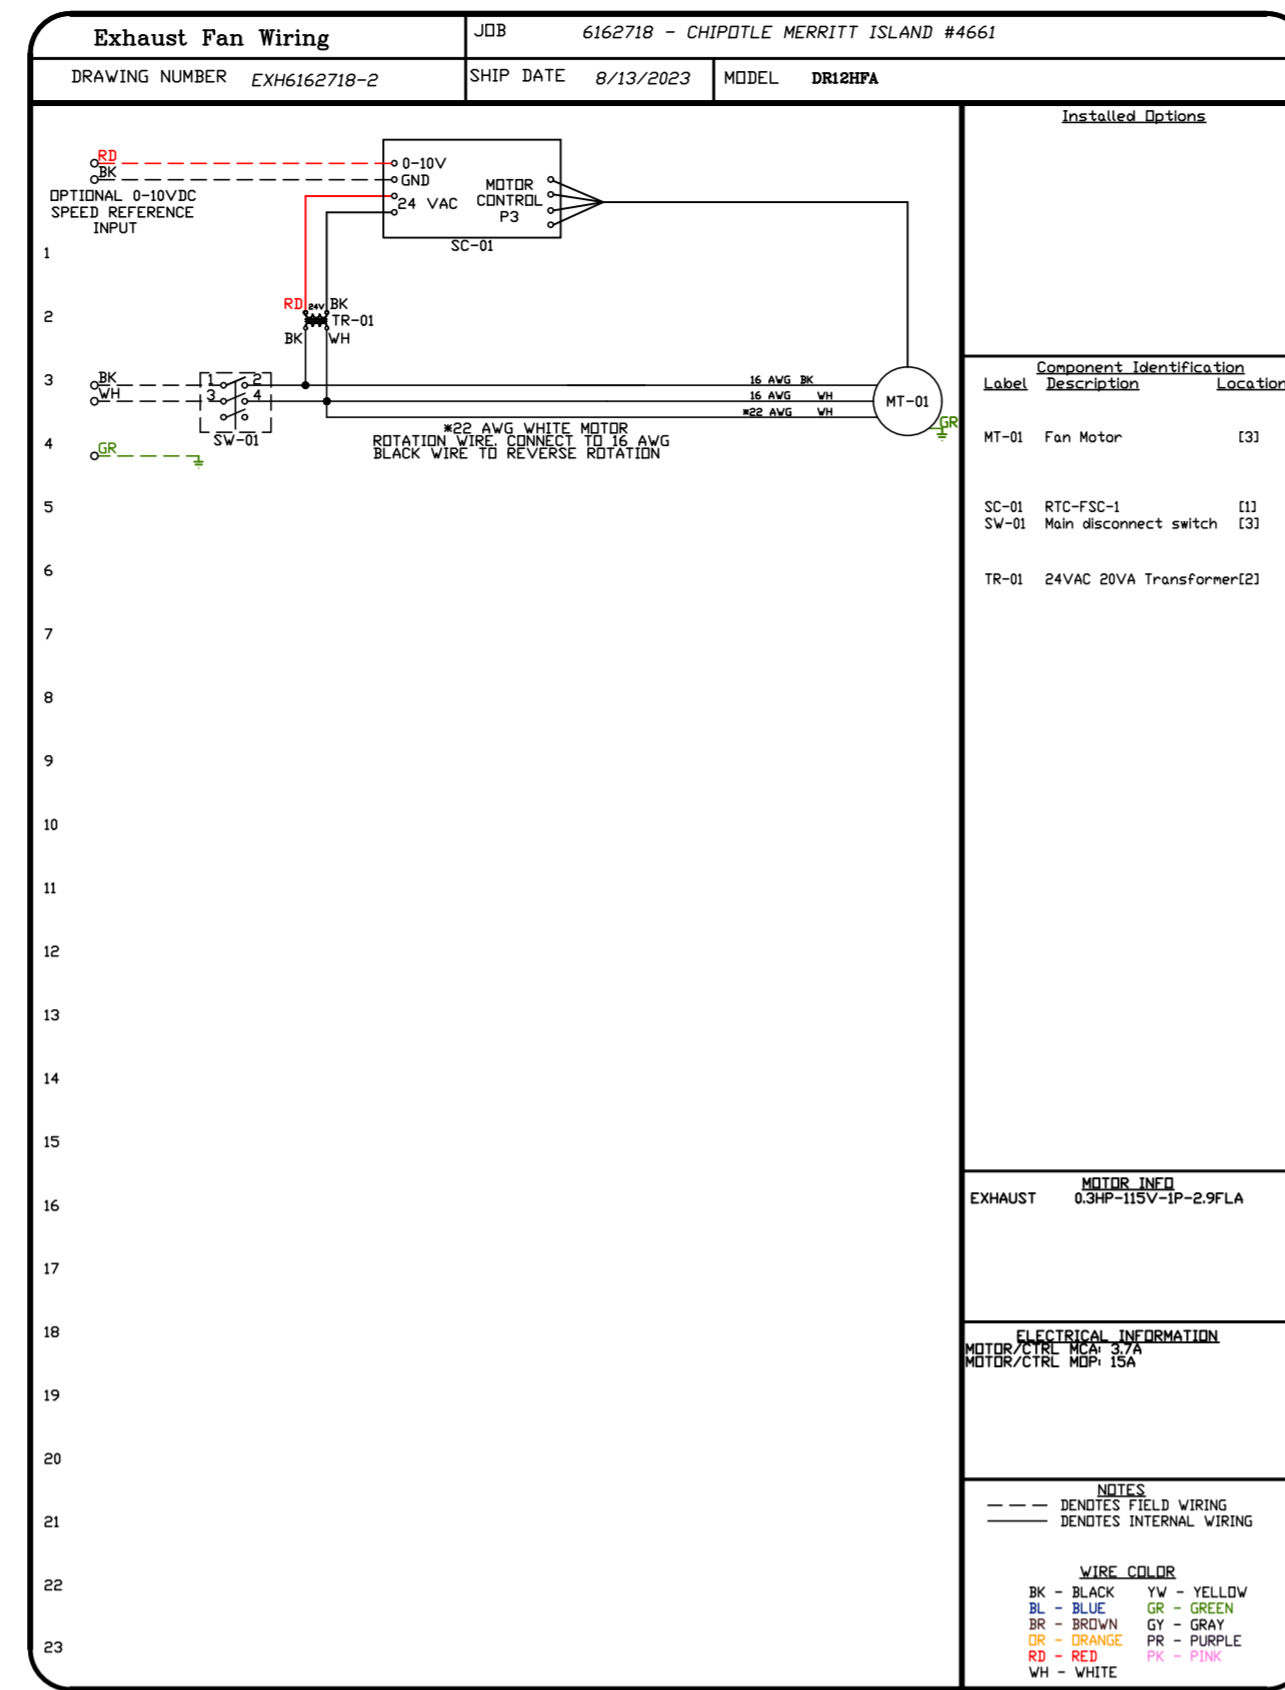 Exhaust Fan Wiring
JOB 6162718 - CHIPOTLE MERRITT ISLAND #4661
DRAWING NUMBER EXH6162718-2
SHIP DATE 8/13/2023
MODEL DR12HFA
RD
BK
OPTIONAL 0-10VDC
SPEED REFERENCE
INPUT
0-10V
GND
24 VAC
MOTOR
CONTROL
P3
SC-01
RD 24V BK
TR-01
BK WH
BK
WH
1 2
3 4
SW-01
GR
16 AWG BK
16 AWG WH
*22 AWG WH
MT-01
GR
*22 AWG WHITE MOTOR
ROTATION WIRE. CONNECT TO 16 AWG
BLACK WIRE TO REVERSE ROTATION
1
2
3
4
5
6
7
8
9
10
11
12
13
14
15
16
17
18
19
20
21
22
23
Installed Options
Component Identification
Label Description Location
MT-01 Fan Motor [3]
SC-01 RTC-FSC-1 [1]
SW-01 Main disconnect switch [3]
TR-01 24VAC 20VA Transformer[2]
MOTOR INFO
EXHAUST 0.3HP-115V-1P-2.9FLA
ELECTRICAL INFORMATION
MOTOR/CTRL MCA: 3.7A
MOTOR/CTRL MOP: 15A
NOTES
DENOTES FIELD WIRING
DENOTES INTERNAL WIRING
WIRE COLOR
BK - BLACK YW - YELLOW
BL - BLUE GR - GREEN
BR - BROWN GY - GRAY
OR - ORANGE PR - PURPLE
RD - RED PK - PINK
WH - WHITE